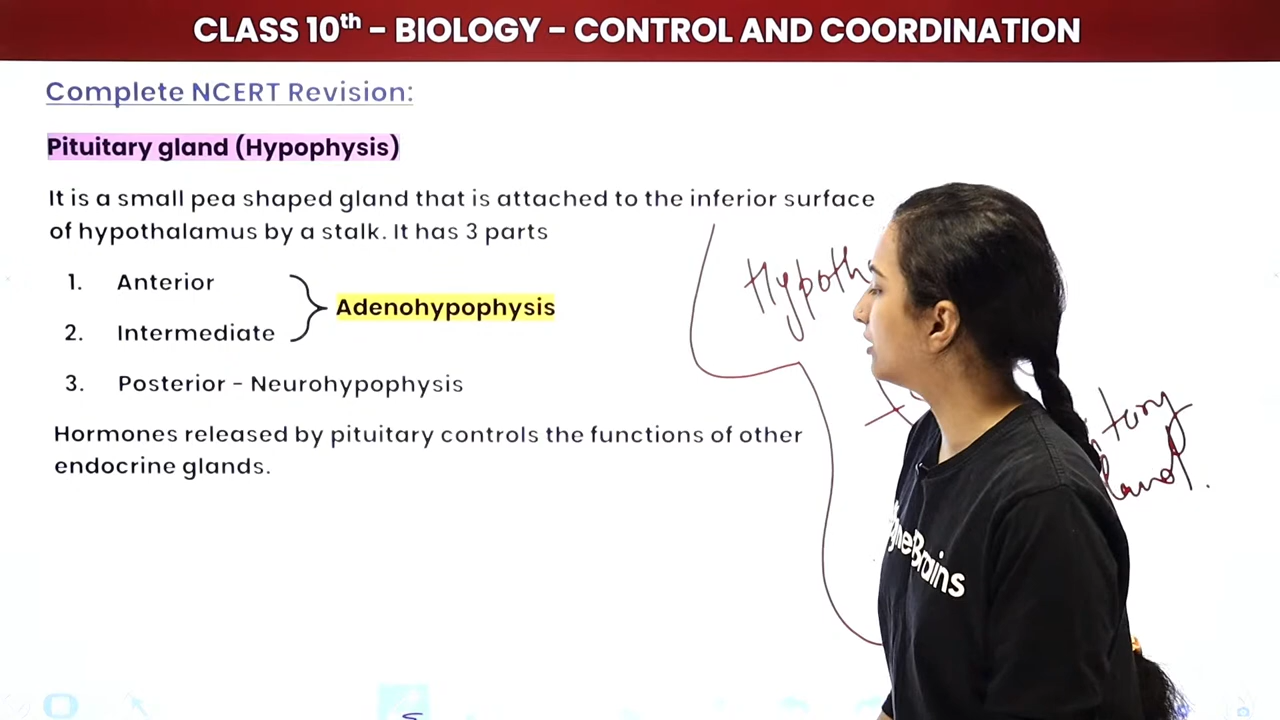 CLASS 10th – BIOLOGY – CONTROL AND COORDINATION
Complete NCERT Revision:
Pituitary gland (Hypophysis)
It is a small pea shaped gland that is attached to the inferior surface
of hypothalamus by a stalk. It has 3 parts
1. Anterior
2. Intermediate
Adenohypophysis
3. Posterior - Neurohypophysis
Hormones released by pituitary controls the functions of other
endocrine glands.
Hypoth